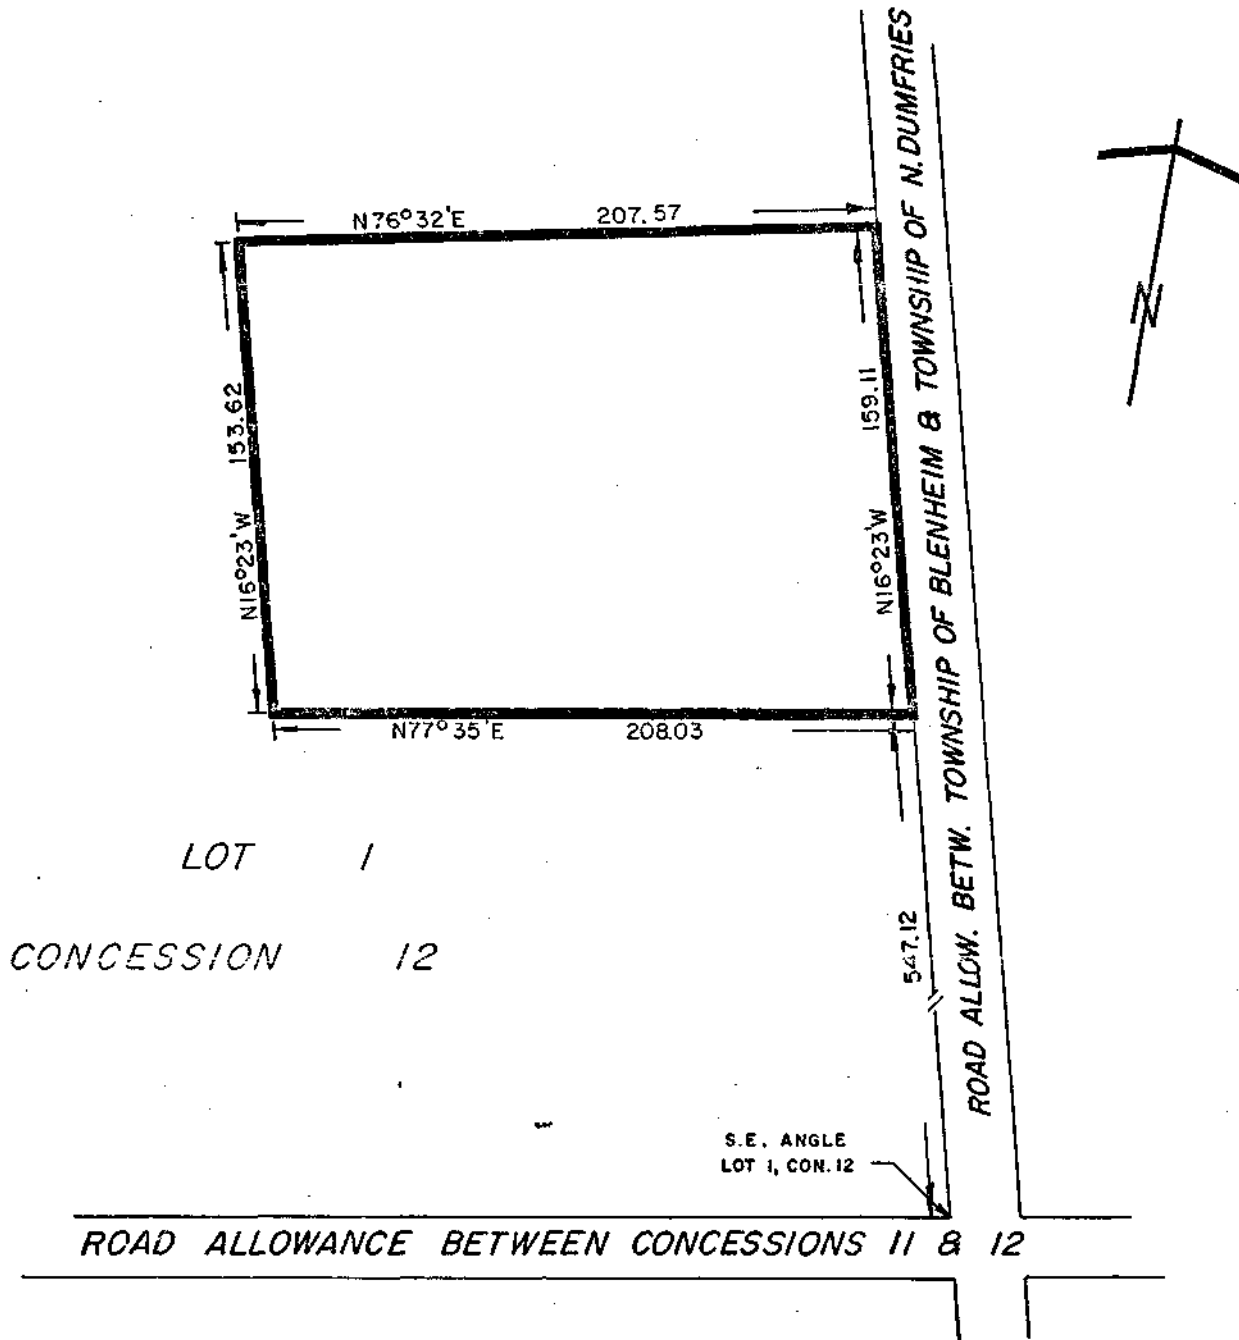 N76°32'E 207.57
153.62
N16°23'W
159.11
N16°23'W
N77°35'E 208.03
547.12
ROAD ALLOW. BETW. TOWNSHIP OF BLENHEIM & TOWNSHIP OF N. DUMFRIES
N
LOT 1
CONCESSION 12
S.E. ANGLE
LOT 1, CON. 12
ROAD ALLOWANCE BETWEEN CONCESSIONS 11 & 12